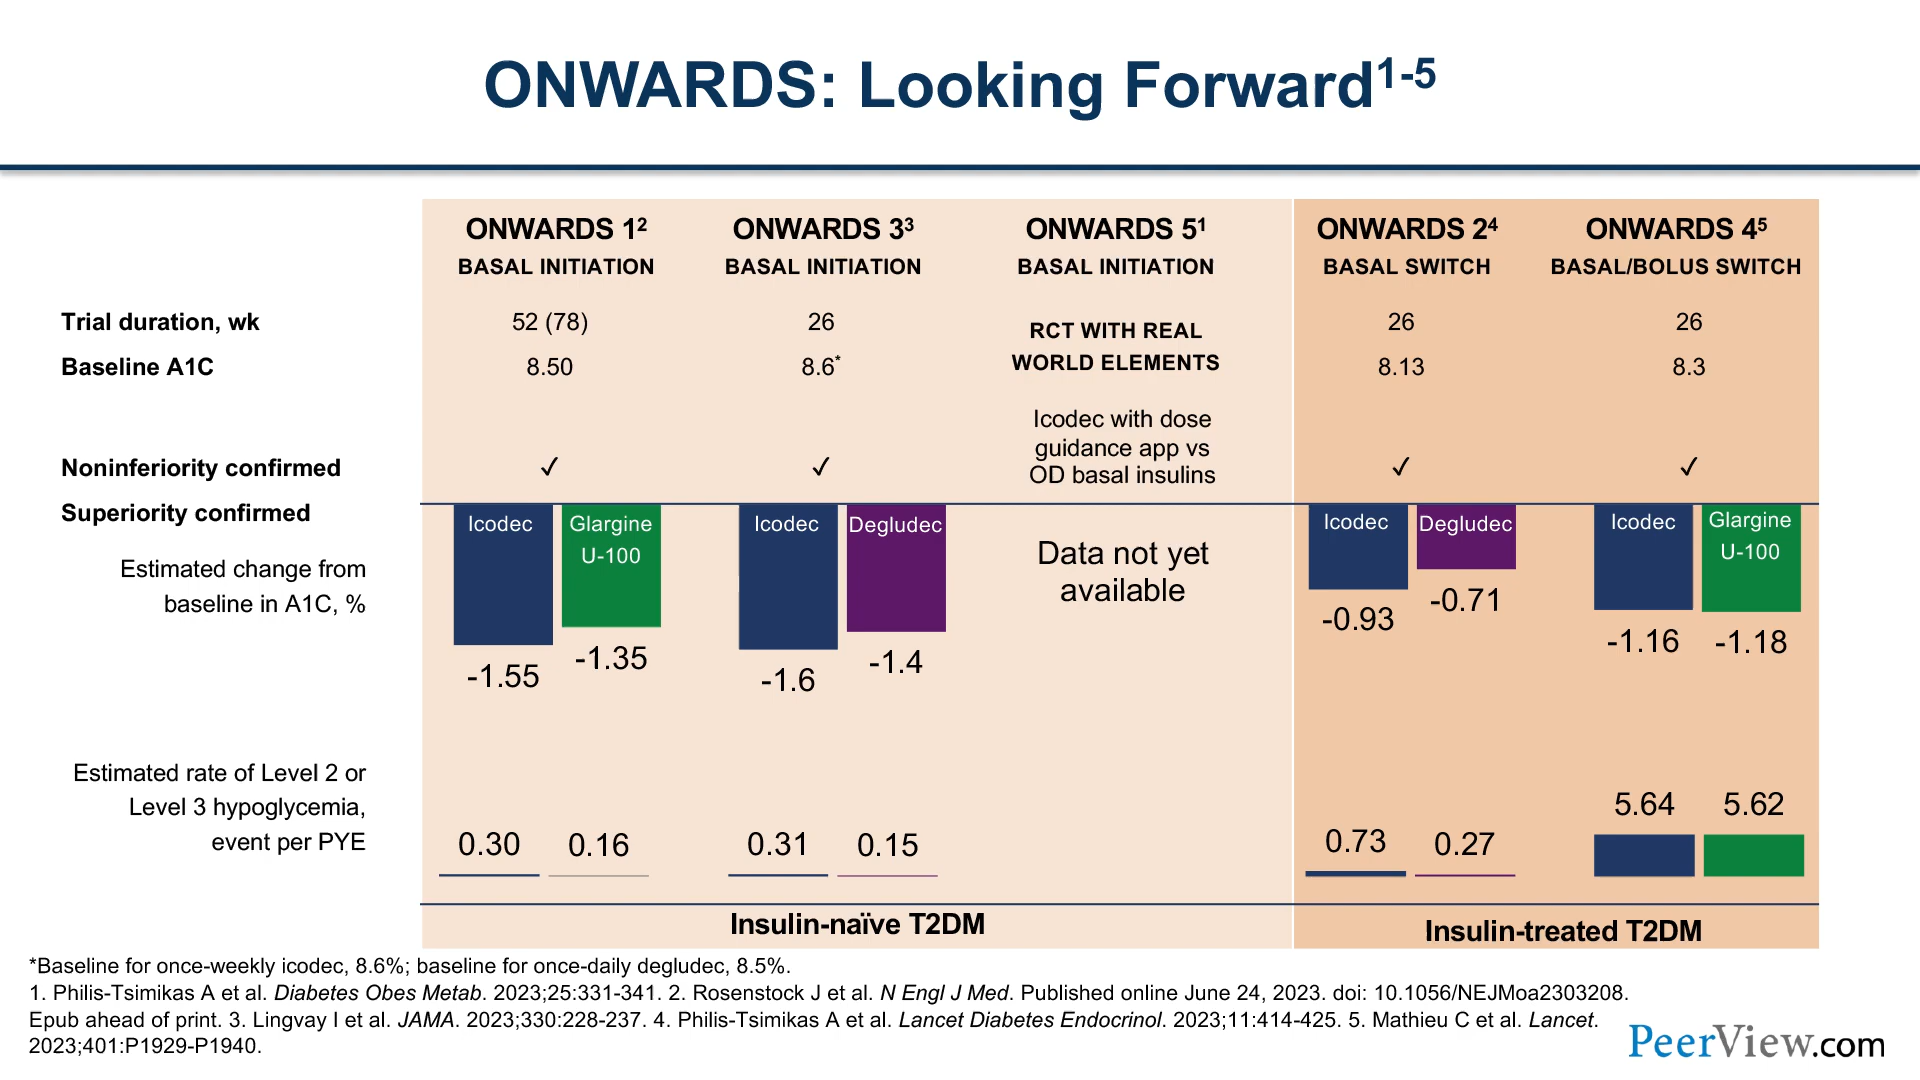 ONWARDS: Looking Forward1-5
ONWARDS 1² ONWARDS 3³ ONWARDS 5¹ ONWARDS 2⁴ ONWARDS 4⁵
BASAL INITIATION BASAL INITIATION BASAL INITIATION BASAL SWITCH BASAL/BOLUS SWITCH
Trial duration, wk 52 (78) 26 26 26
Baseline A1C 8.50 8.6* 8.13 8.3
RCT WITH REAL
WORLD ELEMENTS
Icodec with dose
guidance app vs
OD basal insulins
Noninferiority confirmed ✓ ✓ ✓ ✓
Superiority confirmed
Icodec Glargine
U-100
Icodec Degludec
Icodec Degludec
Icodec Glargine
U-100
Data not yet
available
Estimated change from
baseline in A1C, %
-1.55 -1.35 -1.6 -1.4 -0.93 -0.71 -1.16 -1.18
Estimated rate of Level 2 or
Level 3 hypoglycemia,
event per PYE
0.30 0.16 0.31 0.15 0.73 0.27 5.64 5.62
Insulin-naïve T2DM Insulin-treated T2DM
*Baseline for once-weekly icodec, 8.6%; baseline for once-daily degludec, 8.5%.
1. Philis-Tsimikas A et al. Diabetes Obes Metab. 2023;25:331-341. 2. Rosenstock J et al. N Engl J Med. Published online June 24, 2023. doi: 10.1056/NEJMoa2303208.
Epub ahead of print. 3. Lingvay I et al. JAMA. 2023;330:228-237. 4. Philis-Tsimikas A et al. Lancet Diabetes Endocrinol. 2023;11:414-425. 5. Mathieu C et al. Lancet.
2023;401:P1929-P1940.
PeerView.com